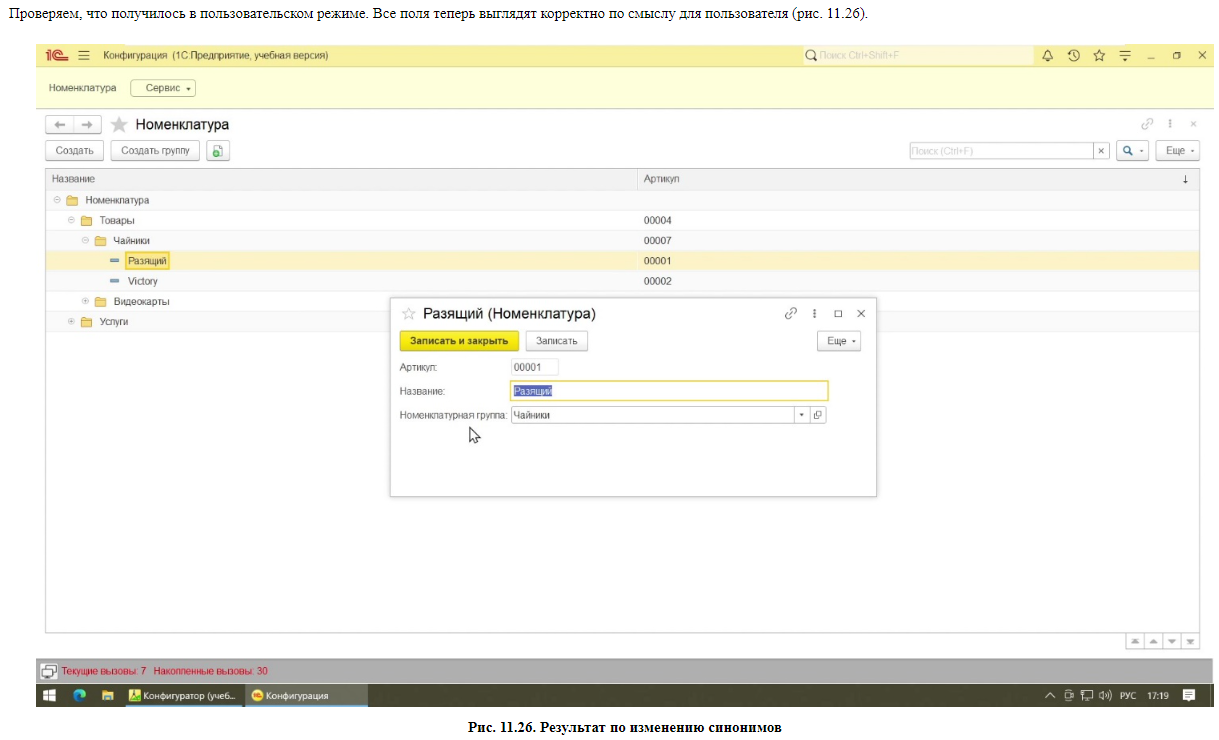 Проверяем, что получилось в пользовательском режиме. Все поля теперь выглядят корректно по смыслу для пользователя (рис. 11.26).
1С Конфигурация (1С:Предприятие, учебная версия) Поиск Ctrl+Shift+F
Номенклатура Сервис
Номенклатура
Создать Создать группу Поиск (Ctrl+F) × Еще
Название Артикул ↓
Номенклатура
Товары 00004
Чайники 00007
Разящий 00001
Victory 00002
Видеокарты
Услуги
Разящий (Номенклатура)
Записать и закрыть Записать Еще
Артикул: 00001
Название: Разящий
Номенклатурная группа: Чайники
Текущие вызовы: 7 Накопленные вызовы: 30
Конфигуратор (учеб... Конфигурация РУС 17:19
Рис. 11.26. Результат по изменению синонимов